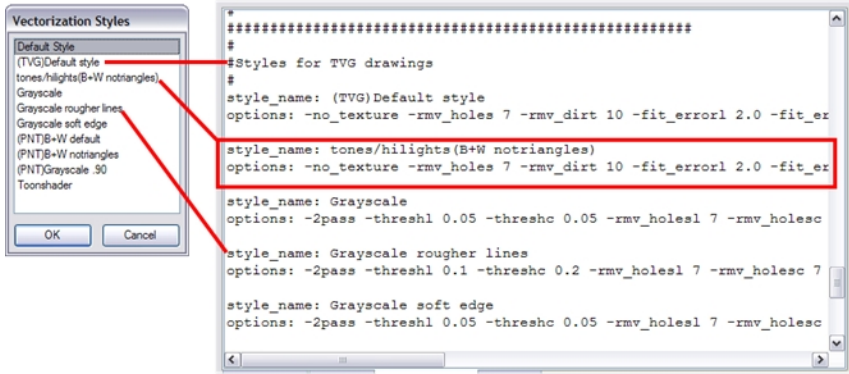 Vectorization Styles
Default Style
(TVG)Default style
tones/hilights(B+W notriangles)
Grayscale
Grayscale rougher lines
Grayscale soft edge
(PNT)B+W default
(PNT)B+W notriangles
(PNT)Grayscale .90
Toonshader
OK
Cancel
#
######################################################
#
#Styles for TVG drawings
#
style_name: (TVG)Default style
options: -no_texture -rmv_holes 7 -rmv_dirt 10 -fit_errorl 2.0 -fit_er
style_name: tones/hilights(B+W notriangles)
options: -no_texture -rmv_holes 7 -rmv_dirt 10 -fit_errorl 2.0 -fit_er
style_name: Grayscale
options: -2pass -threshl 0.05 -threshc 0.05 -rmv_holesl 7 -rmv_holesc
style_name: Grayscale rougher lines
options: -2pass -threshl 0.1 -threshc 0.2 -rmv_holesl 7 -rmv_holesc 7
style_name: Grayscale soft edge
options: -2pass -threshl 0.05 -threshc 0.05 -rmv_holesl 7 -rmv_holesc